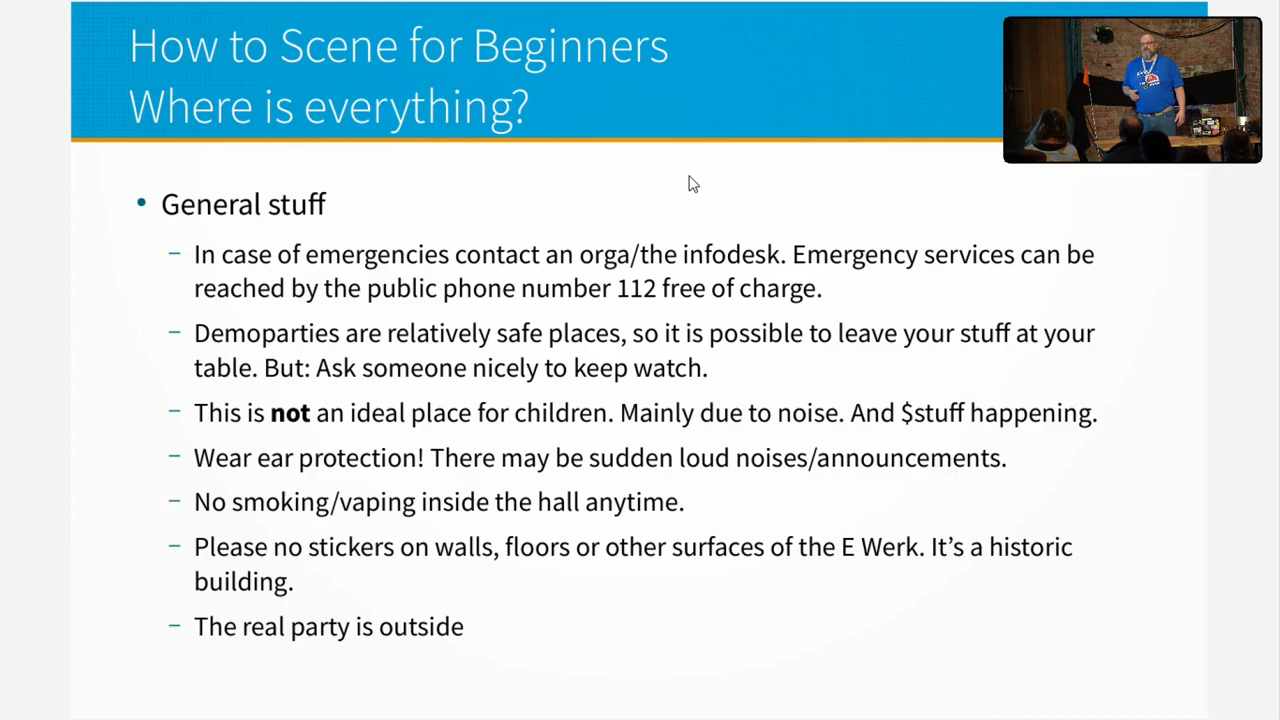 How to Scene for Beginners
Where is everything?
• General stuff
– In case of emergencies contact an orga/the infodesk. Emergency services can be
reached by the public phone number 112 free of charge.
– Demoparties are relatively safe places, so it is possible to leave your stuff at your
table. But: Ask someone nicely to keep watch.
– This is not an ideal place for children. Mainly due to noise. And $stuff happening.
– Wear ear protection! There may be sudden loud noises/announcements.
– No smoking/vaping inside the hall anytime.
– Please no stickers on walls, floors or other surfaces of the E Werk. It’s a historic
building.
– The real party is outside